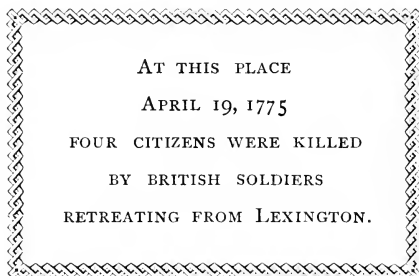 At this place
April 19, 1775
four citizens were killed
by british soldiers
retreating from Lexington.